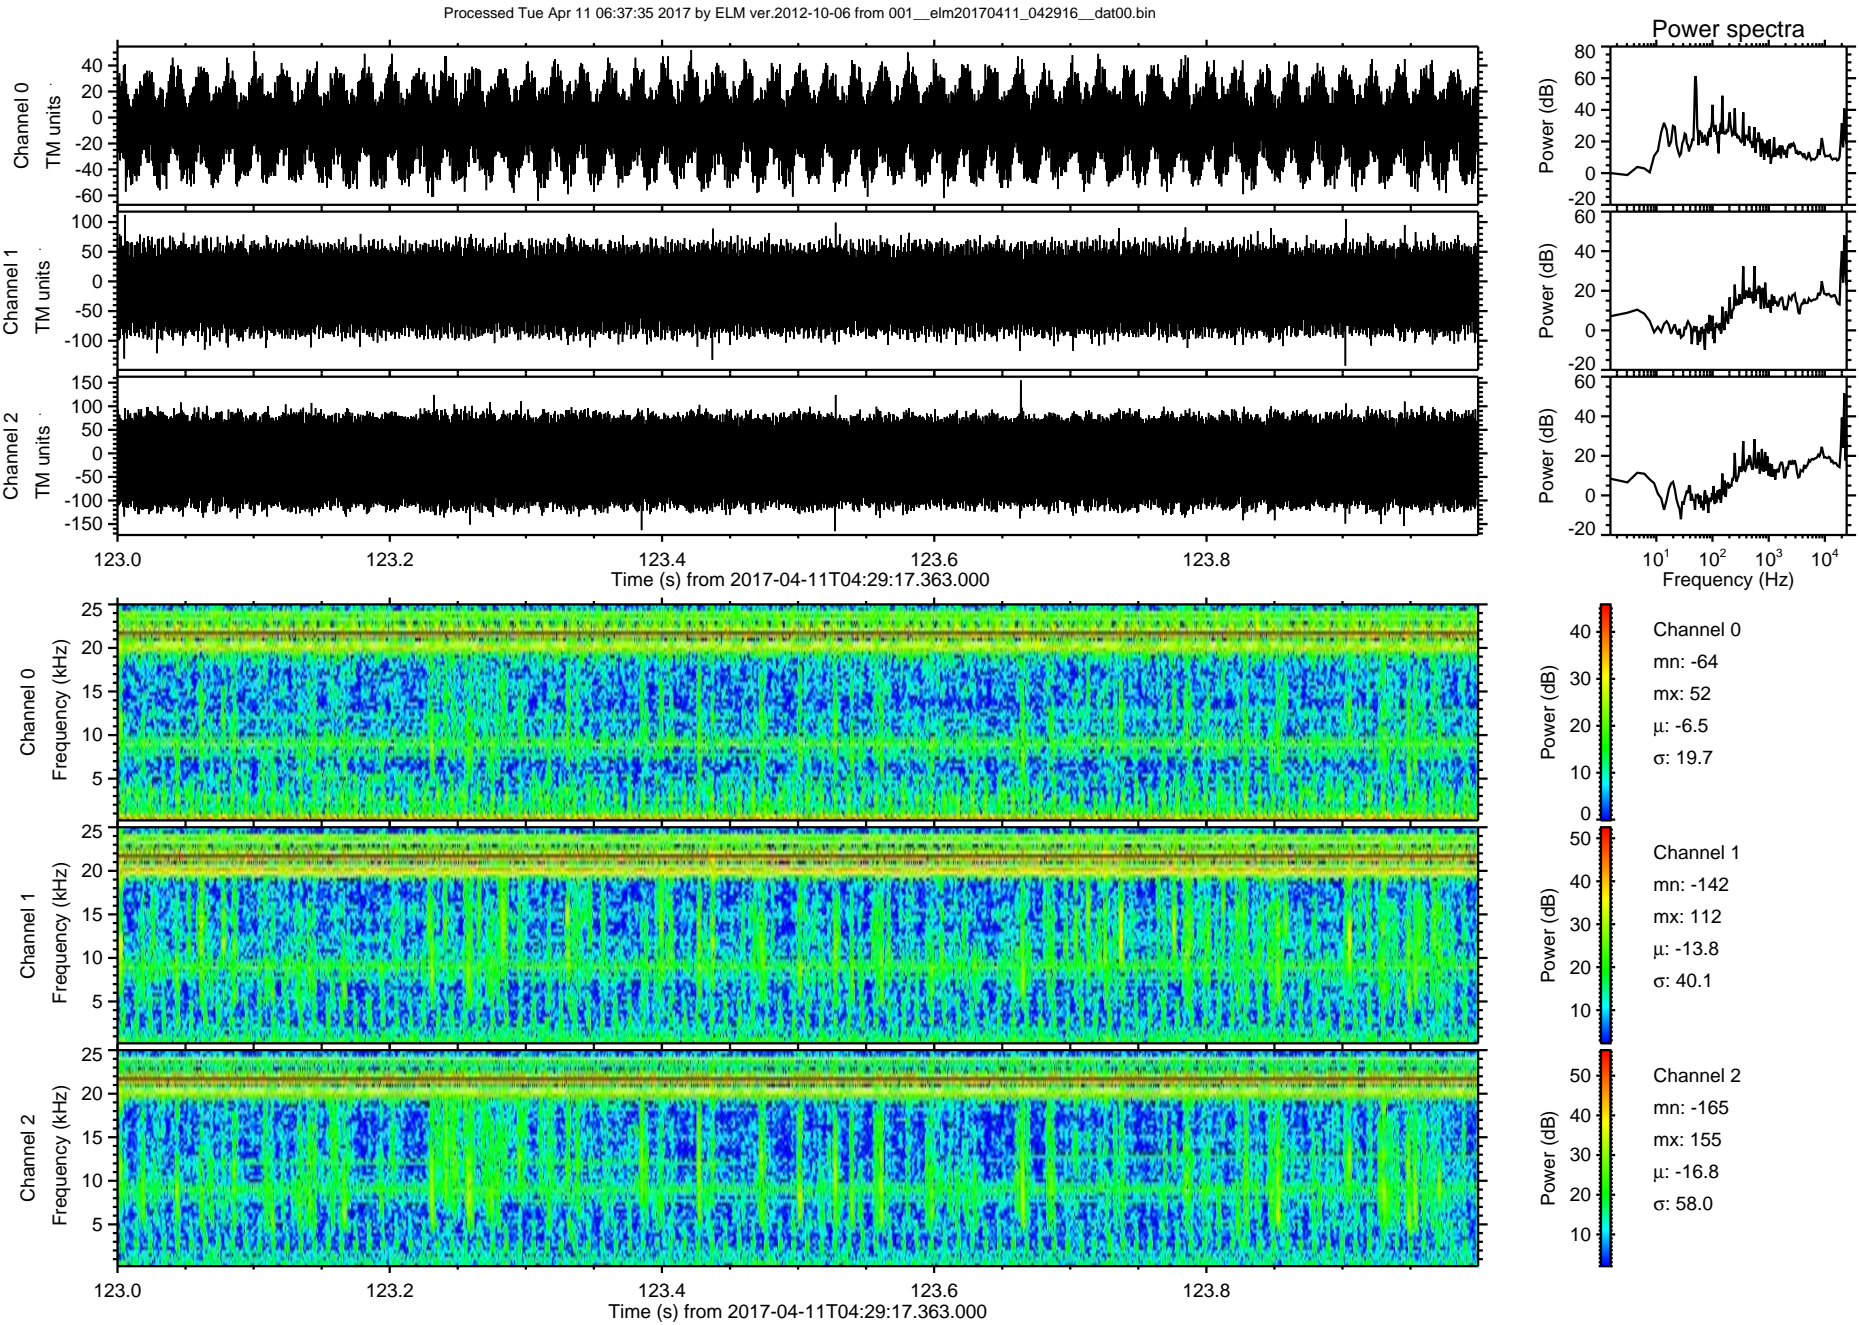 Processed Tue Apr 11 06:37:35 2017 by ELM ver.2012-10-06 from 001__elm20170411_042916__dat00.bin
Power spectra
Channel 0
TM units
40
20
0
-20
-40
-60
Power (dB)
80
60
40
20
0
-20
Channel 1
TM units
100
50
0
-50
-100
Power (dB)
60
40
20
0
-20
Channel 2
TM units
150
100
50
0
-50
-100
-150
Power (dB)
60
40
20
0
-20
123.0 123.2 123.4 123.6 123.8
Time (s) from 2017-04-11T04:29:17.363.000
10¹ 10² 10³ 10⁴
Frequency (Hz)
Channel 0
Frequency (kHz)
25
20
15
10
5
Power (dB)
40
30
20
10
0
Channel 0
mn: -64
mx: 52
µ: -6.5
σ: 19.7
Channel 1
Frequency (kHz)
25
20
15
10
5
Power (dB)
50
40
30
20
10
Channel 1
mn: -142
mx: 112
µ: -13.8
σ: 40.1
Channel 2
Frequency (kHz)
25
20
15
10
5
Power (dB)
50
40
30
20
10
Channel 2
mn: -165
mx: 155
µ: -16.8
σ: 58.0
123.0 123.2 123.4 123.6 123.8
Time (s) from 2017-04-11T04:29:17.363.000